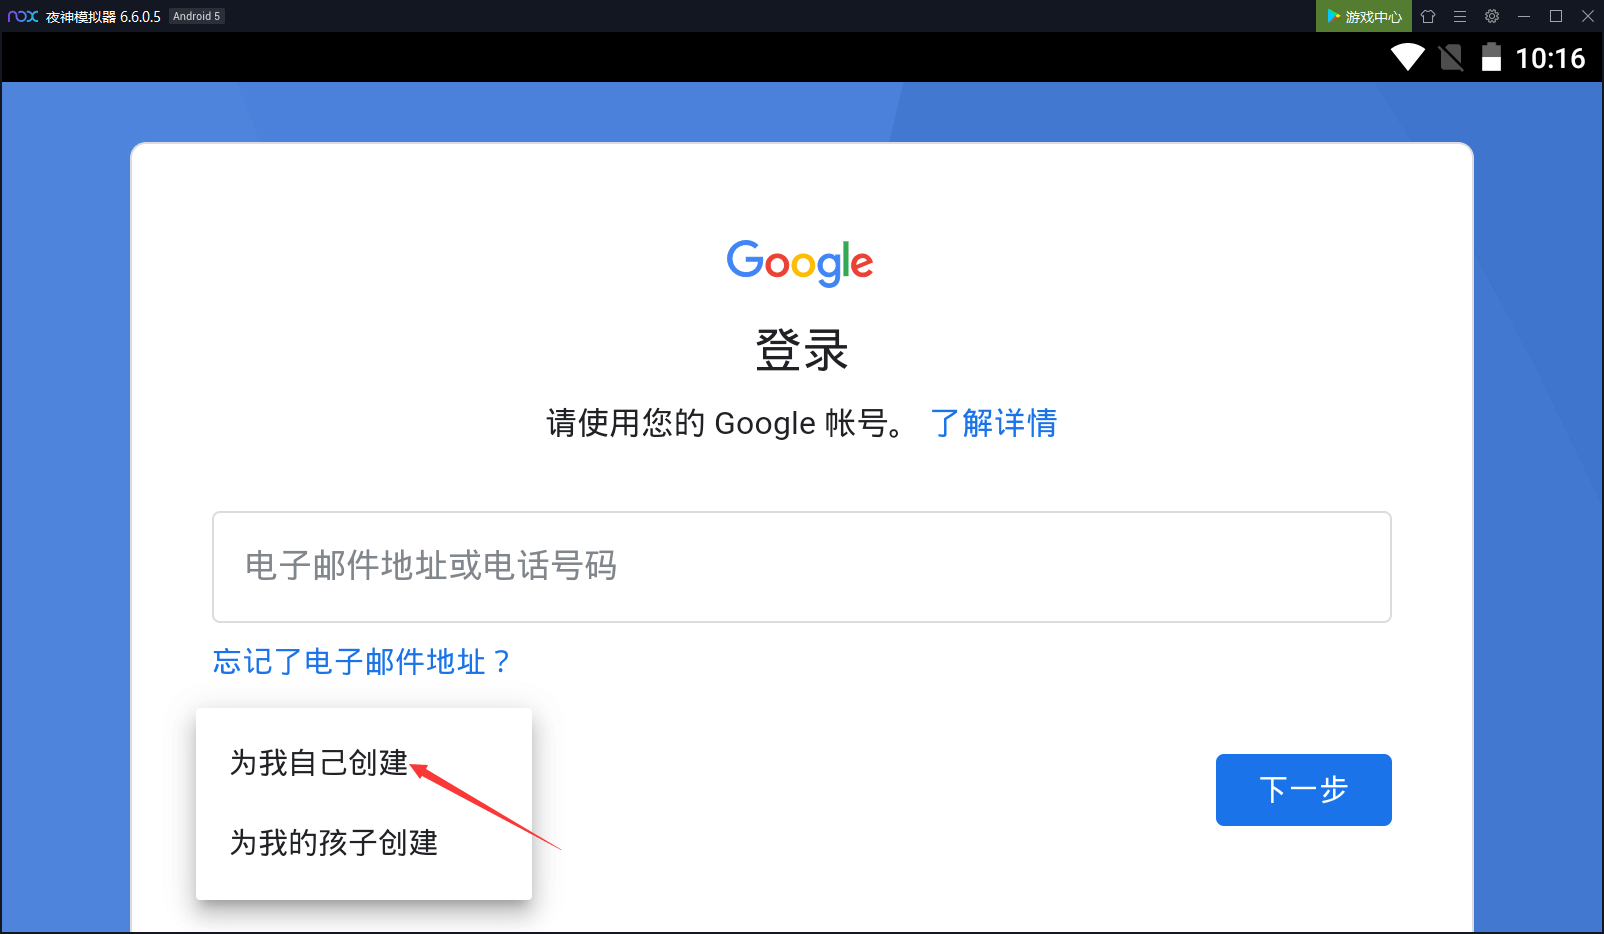 nox 夜神模拟器 6.6.0.5 Android 5 游戏中心
10:16
Google
登录
请使用您的 Google 帐号。 了解详情
电子邮件地址或电话号码
忘记了电子邮件地址？
为我自己创建
下一步
为我的孩子创建